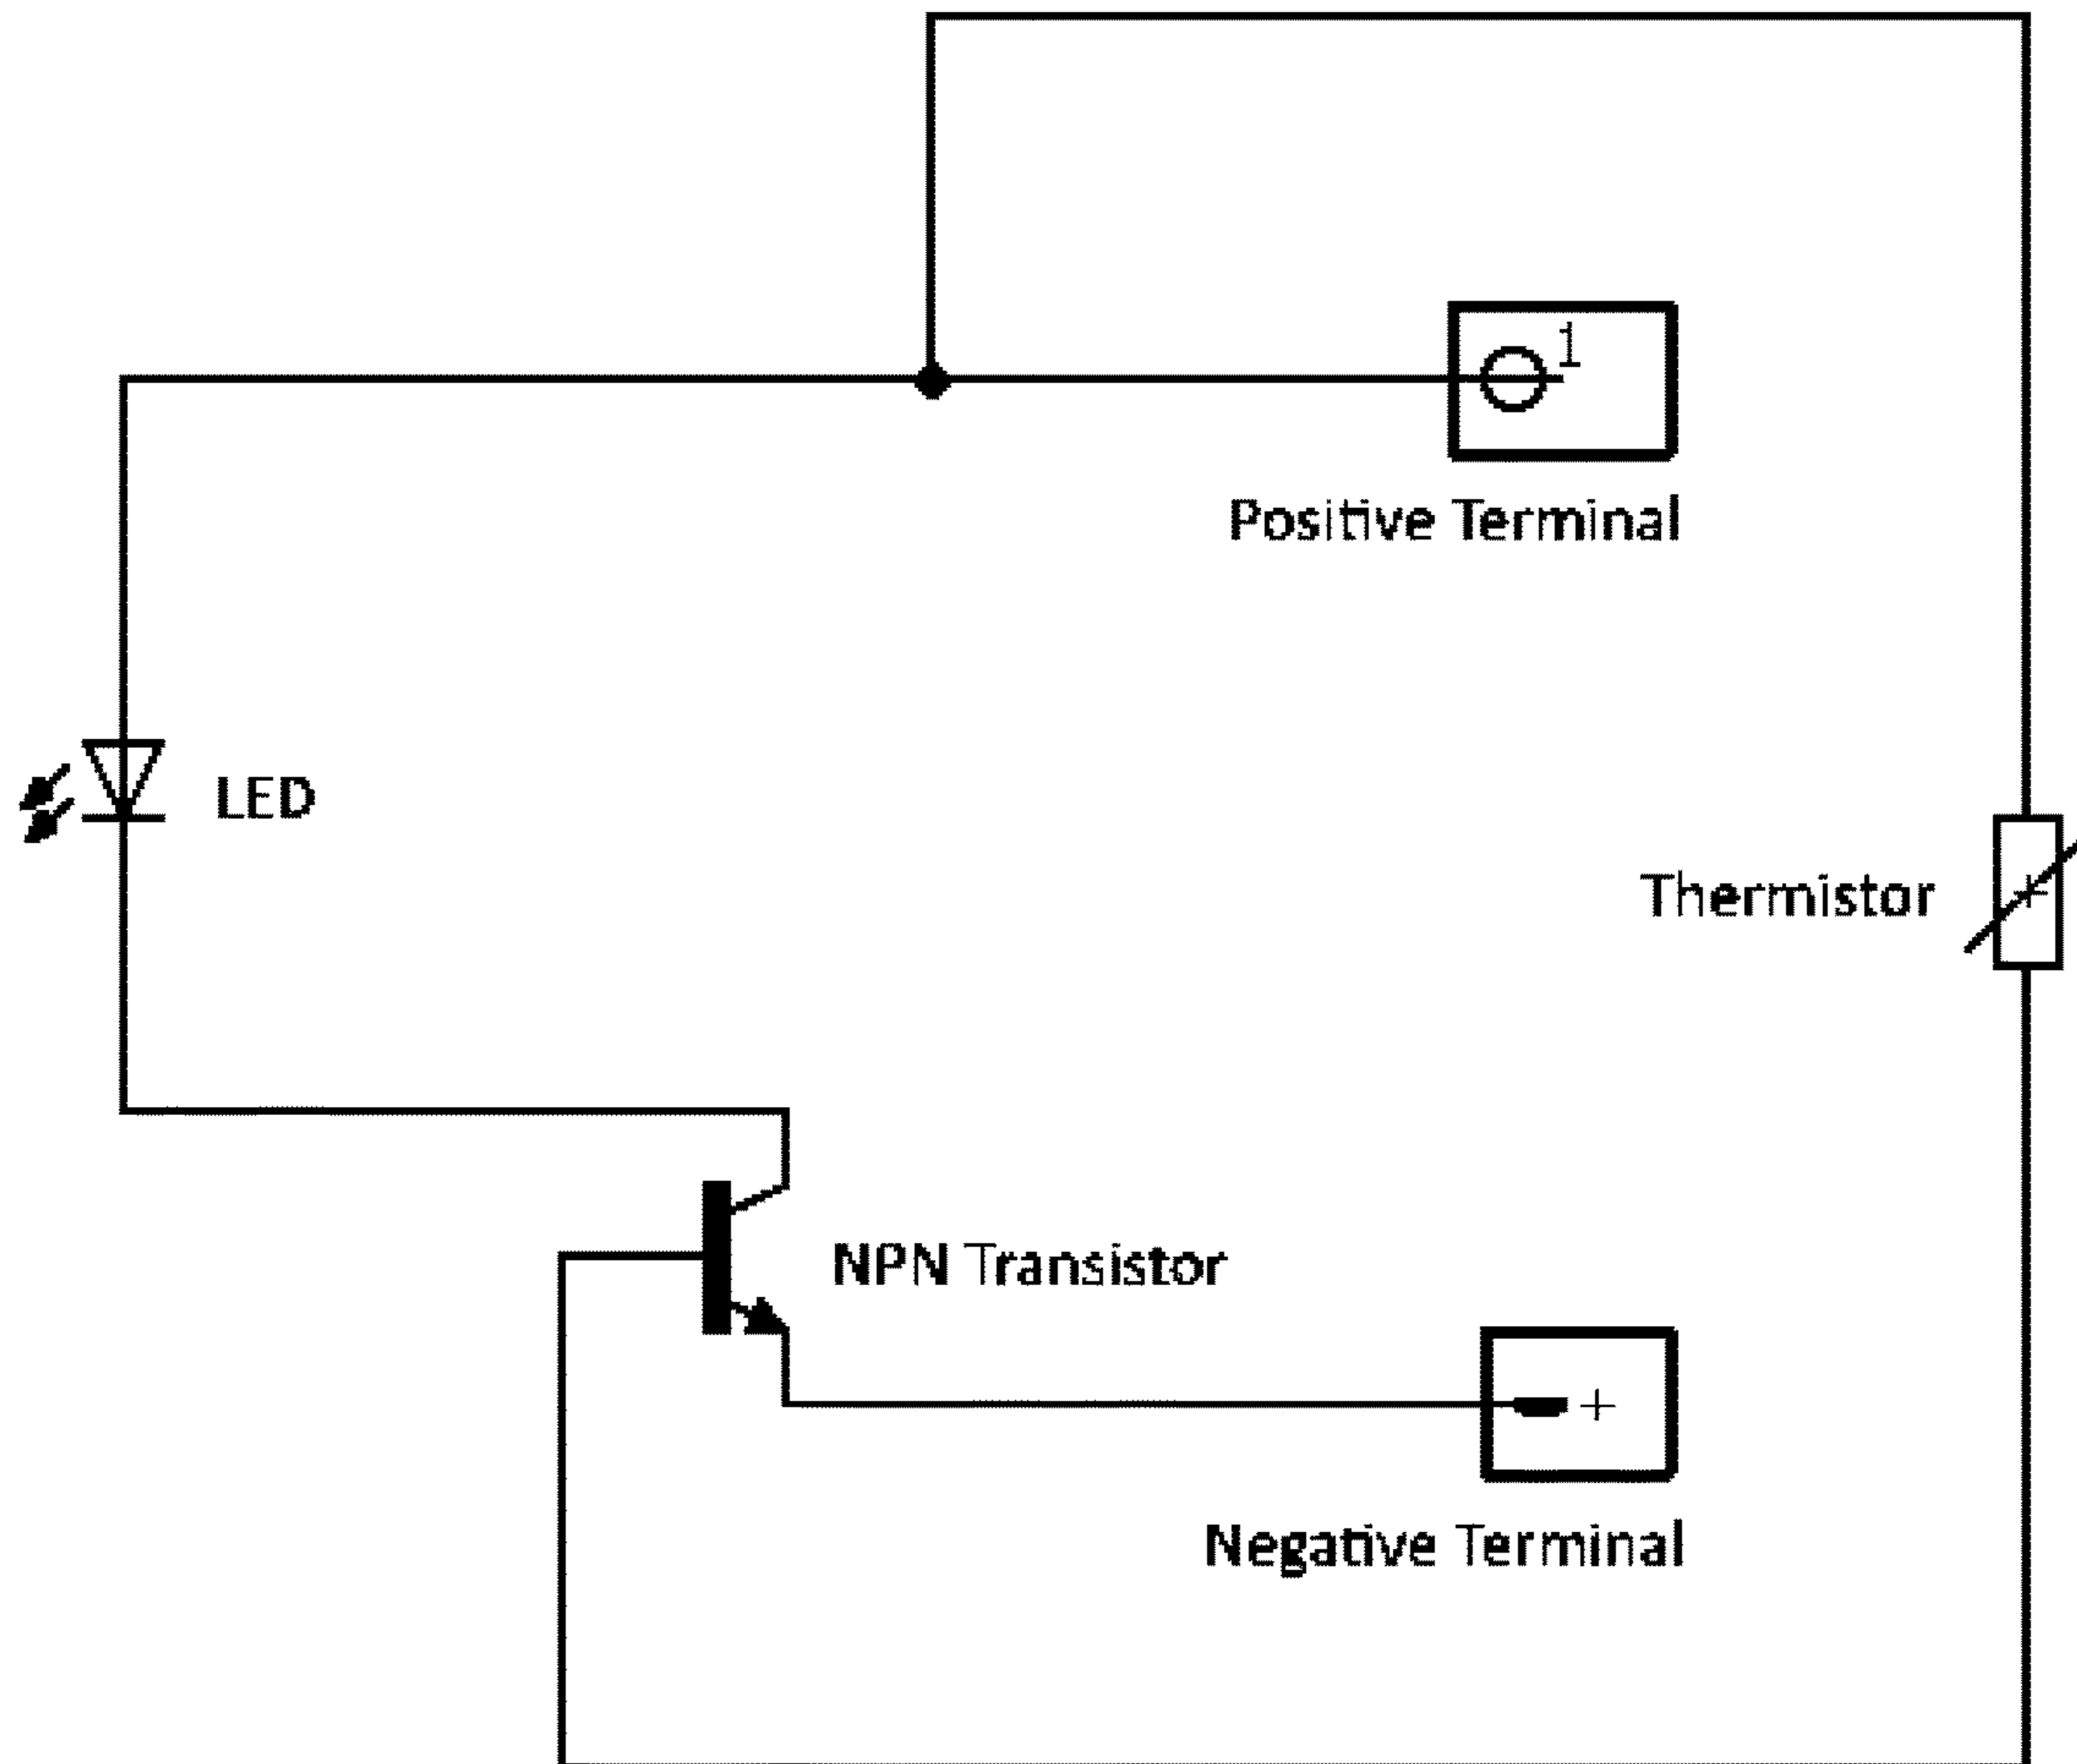 1
Positive Terminal
LED
Thermistor
NPN Transistor
+
Negative Terminal